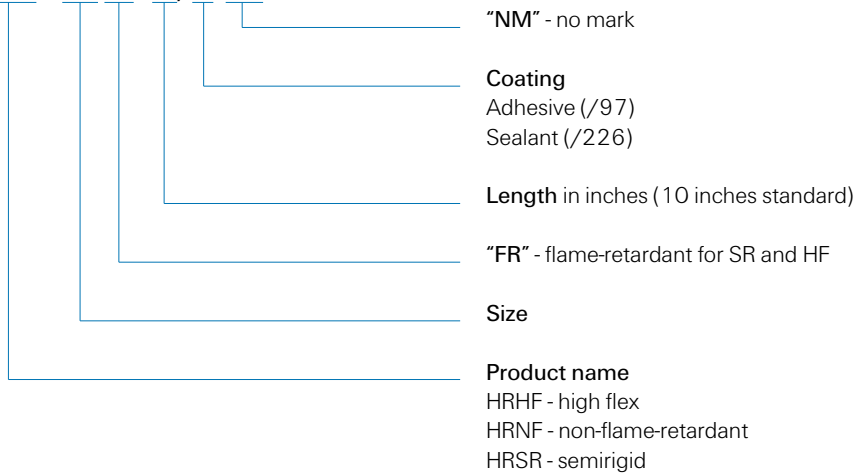 "NM" - no mark
Coating
Adhesive (/97)
Sealant (/226)
Length in inches (10 inches standard)
"FR" - flame-retardant for SR and HF
Size
Product name
HRHF - high flex
HRNF - non-flame-retardant
HRSR - semirigid